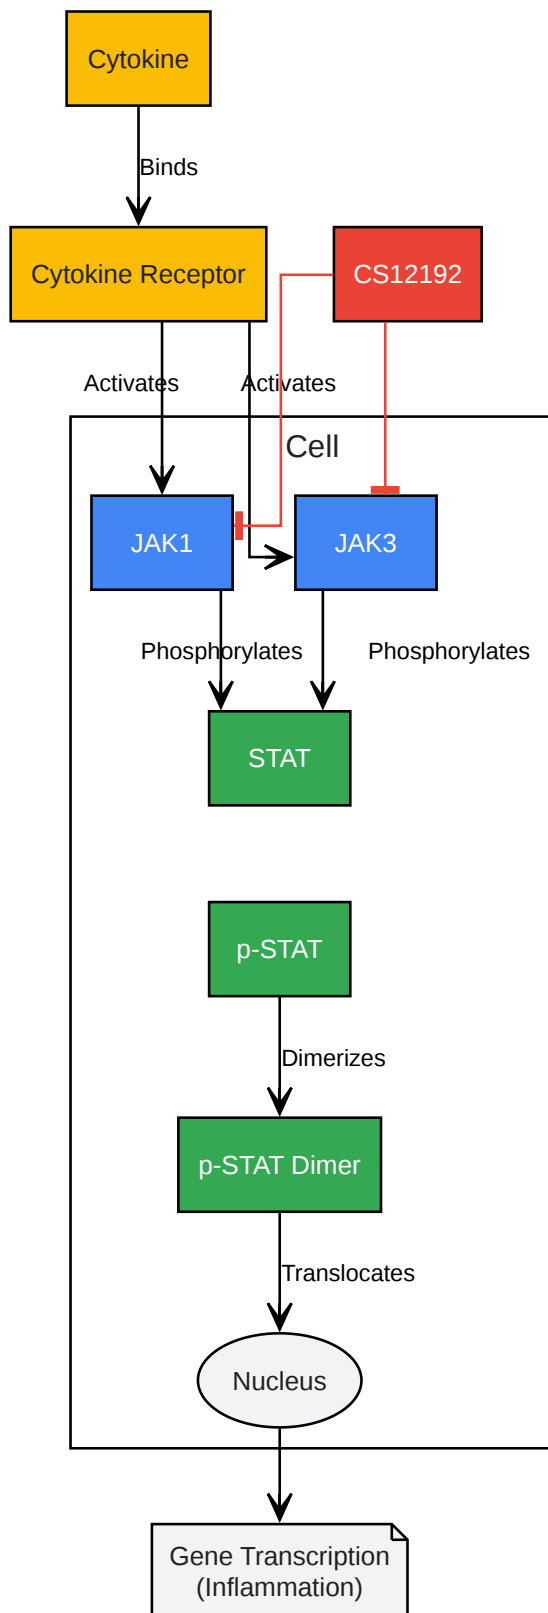 Cytokine
Binds
Cytokine Receptor
CS12192
Activates
Activates
Cell
JAK1
JAK3
Phosphorylates
Phosphorylates
STAT
p-STAT
Dimerizes
p-STAT Dimer
Translocates
Nucleus
Gene Transcription
(Inflammation)